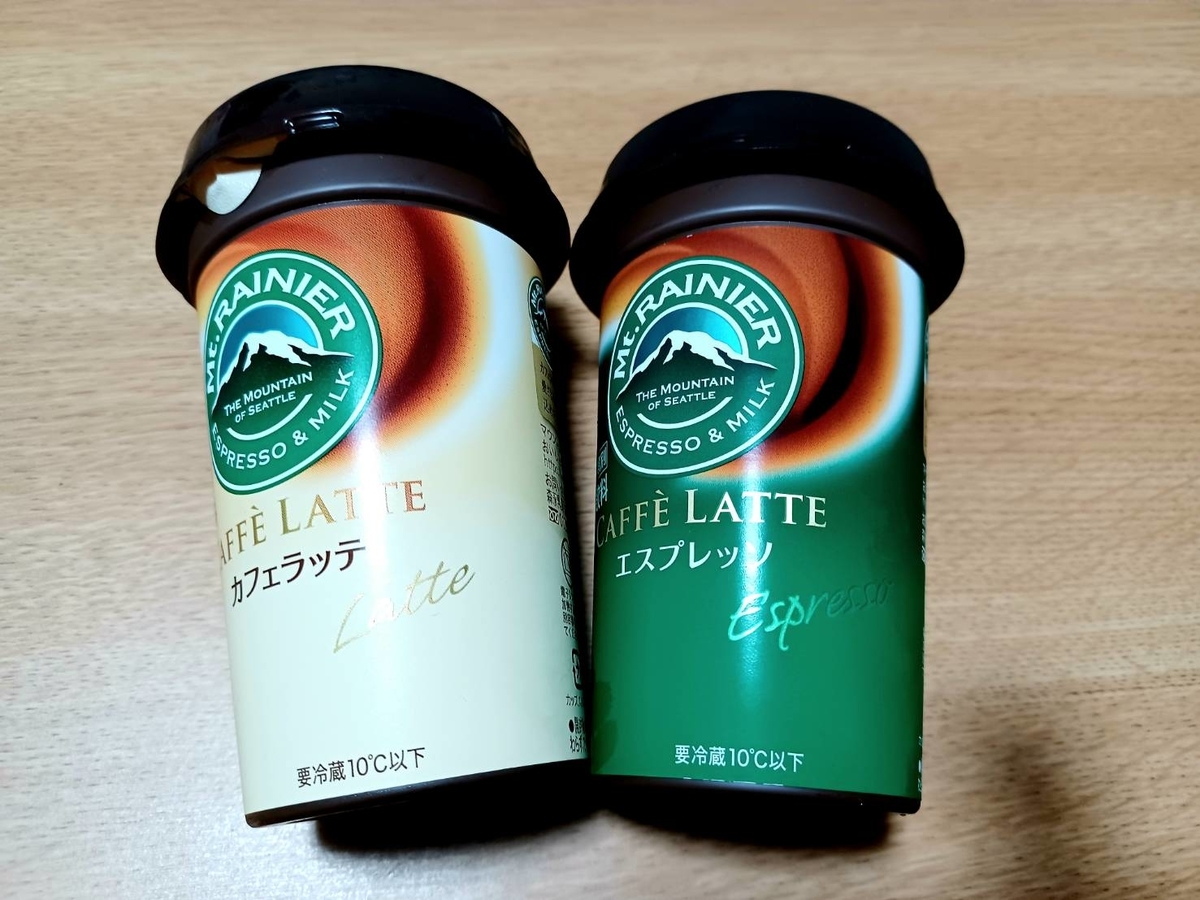 Mt. RAINIER
THE MOUNTAIN
OF SEATTLE
ESPRESSO & MILK
AFFÈ LATTE
カフェラッテ
Latte
要冷蔵10℃以下
Mt. RAINIER
THE MOUNTAIN
OF SEATTLE
ESPRESSO & MILK
CAFFÈ LATTE
エスプレッソ
Espresso
要冷蔵10℃以下